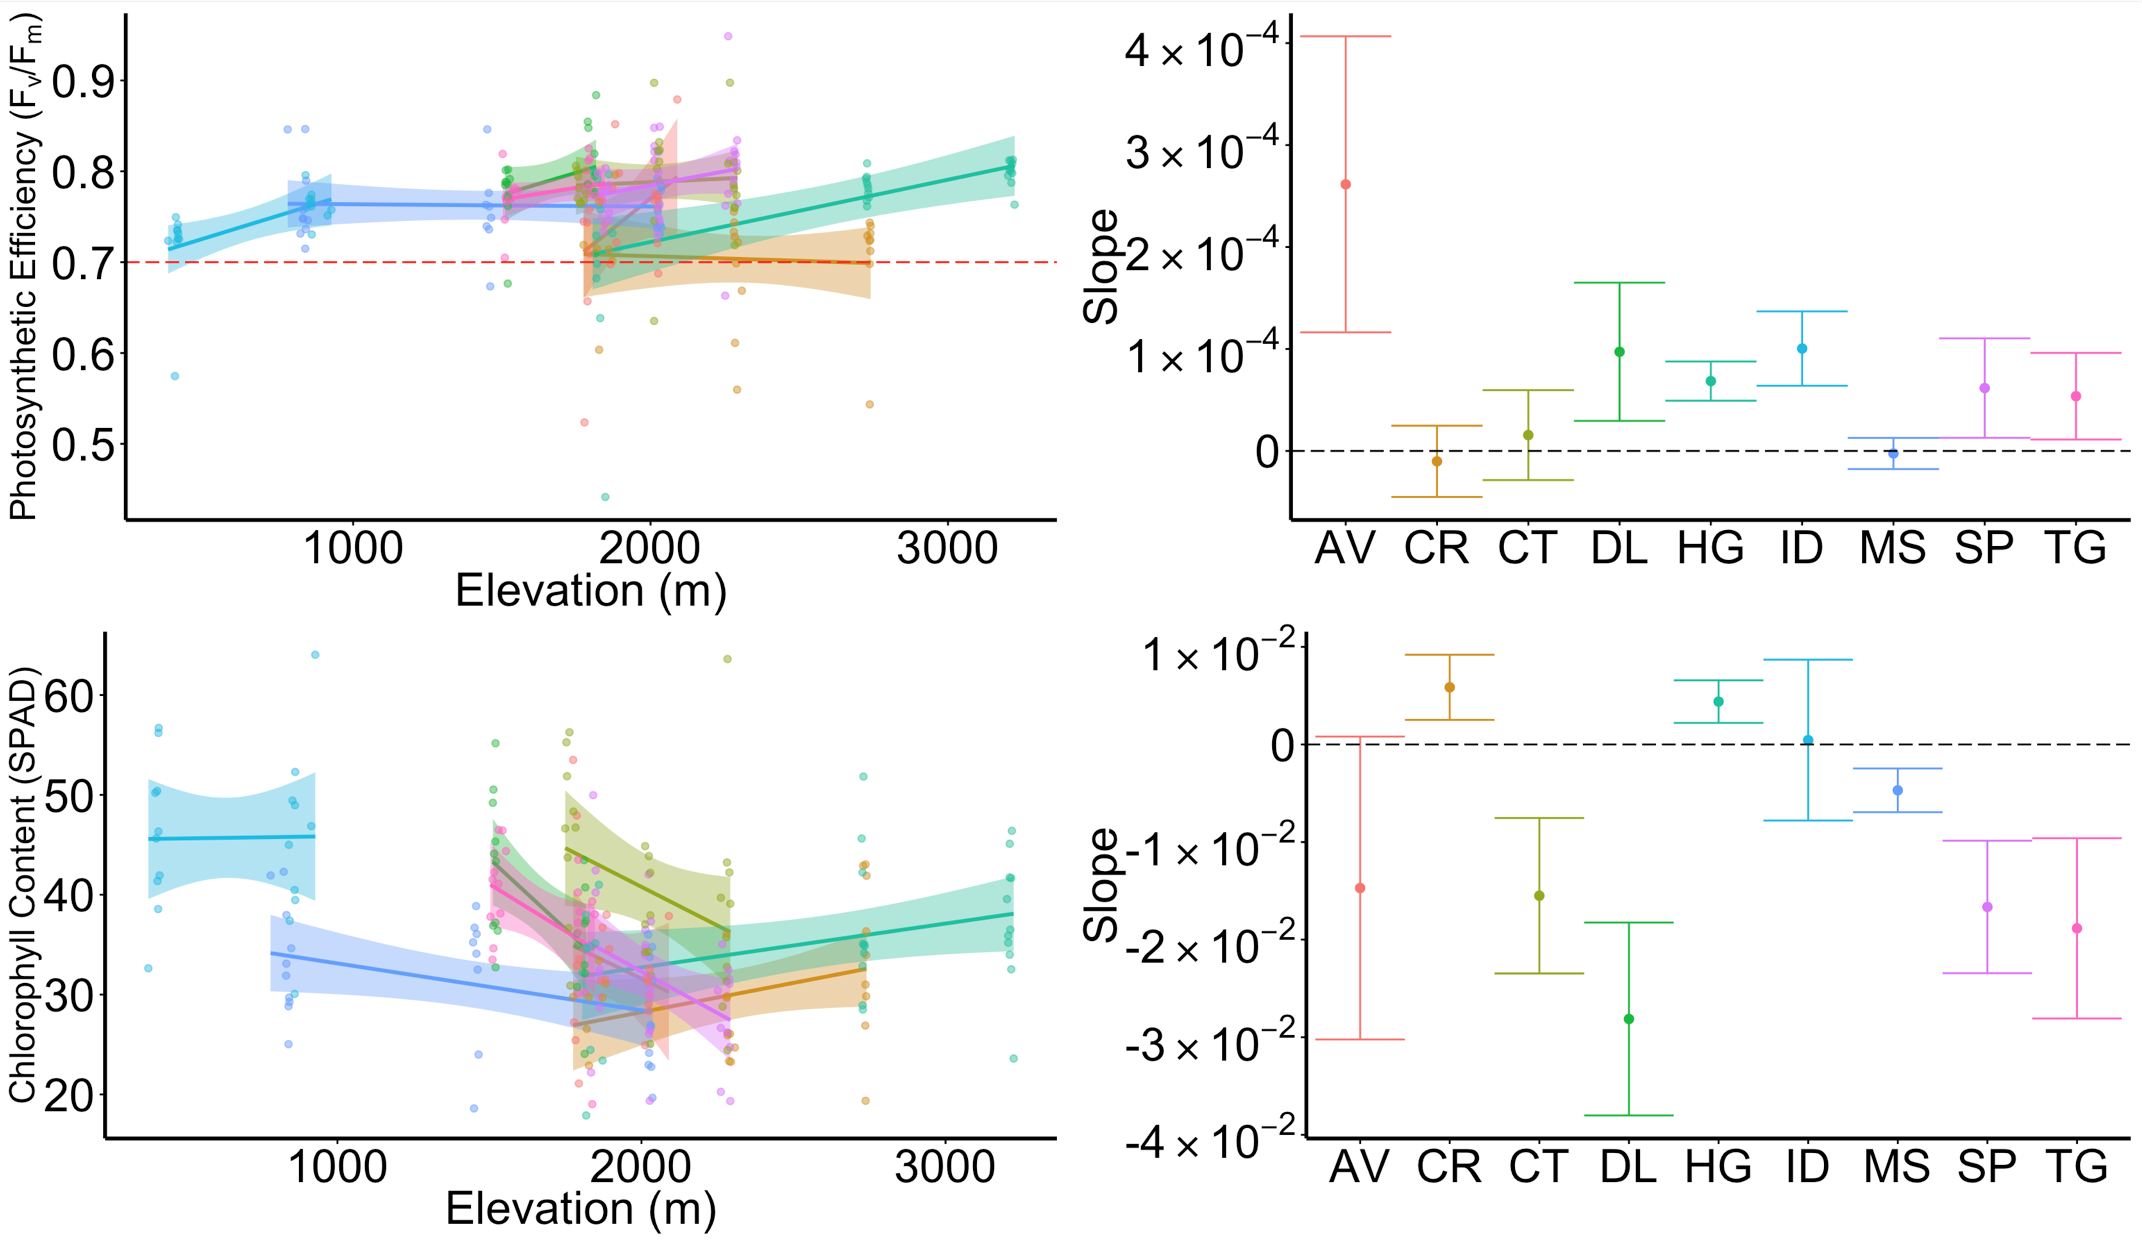 Photosynthetic Efficiency (Fv/Fm)
0.9
0.8
0.7
0.6
0.5
1000 2000 3000
Elevation (m)
Slope
4 × 10⁻⁴
3 × 10⁻⁴
2 × 10⁻⁴
1 × 10⁻⁴
0
AV CR CT DL HG ID MS SP TG
Chlorophyll Content (SPAD)
60
50
40
30
20
1000 2000 3000
Elevation (m)
Slope
1 × 10⁻²
0
-1 × 10⁻²
-2 × 10⁻²
-3 × 10⁻²
-4 × 10⁻²
AV CR CT DL HG ID MS SP TG